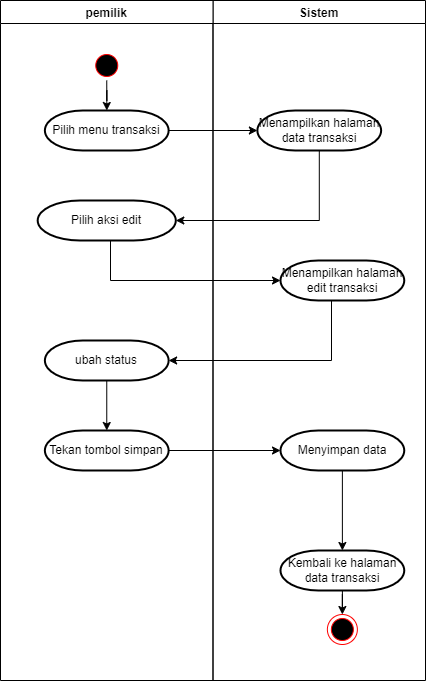 pemilik
Sistem
Pilih menu transaksi
Menampilkan halaman
data transaksi
Pilih aksi edit
Menampilkan halaman
edit transaksi
ubah status
Tekan tombol simpan
Menyimpan data
Kembali ke halaman
data transaksi